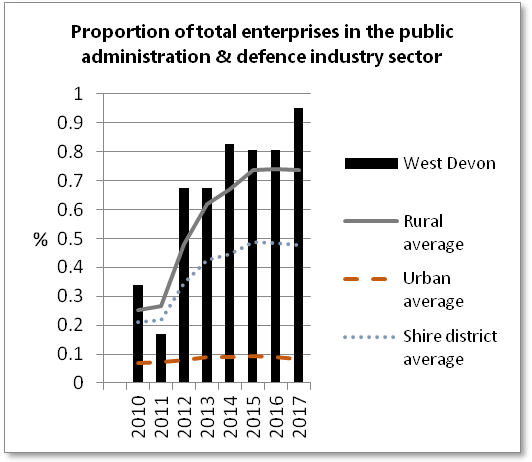 Proportion of total enterprises in the public
administration & defence industry sector
1
0.9
0.8
0.7
0.6
0.5
0.4
0.3
0.2
0.1
0
%
2010
2011
2012
2013
2014
2015
2016
2017
West Devon
Rural
average
Urban
average
Shire district
average